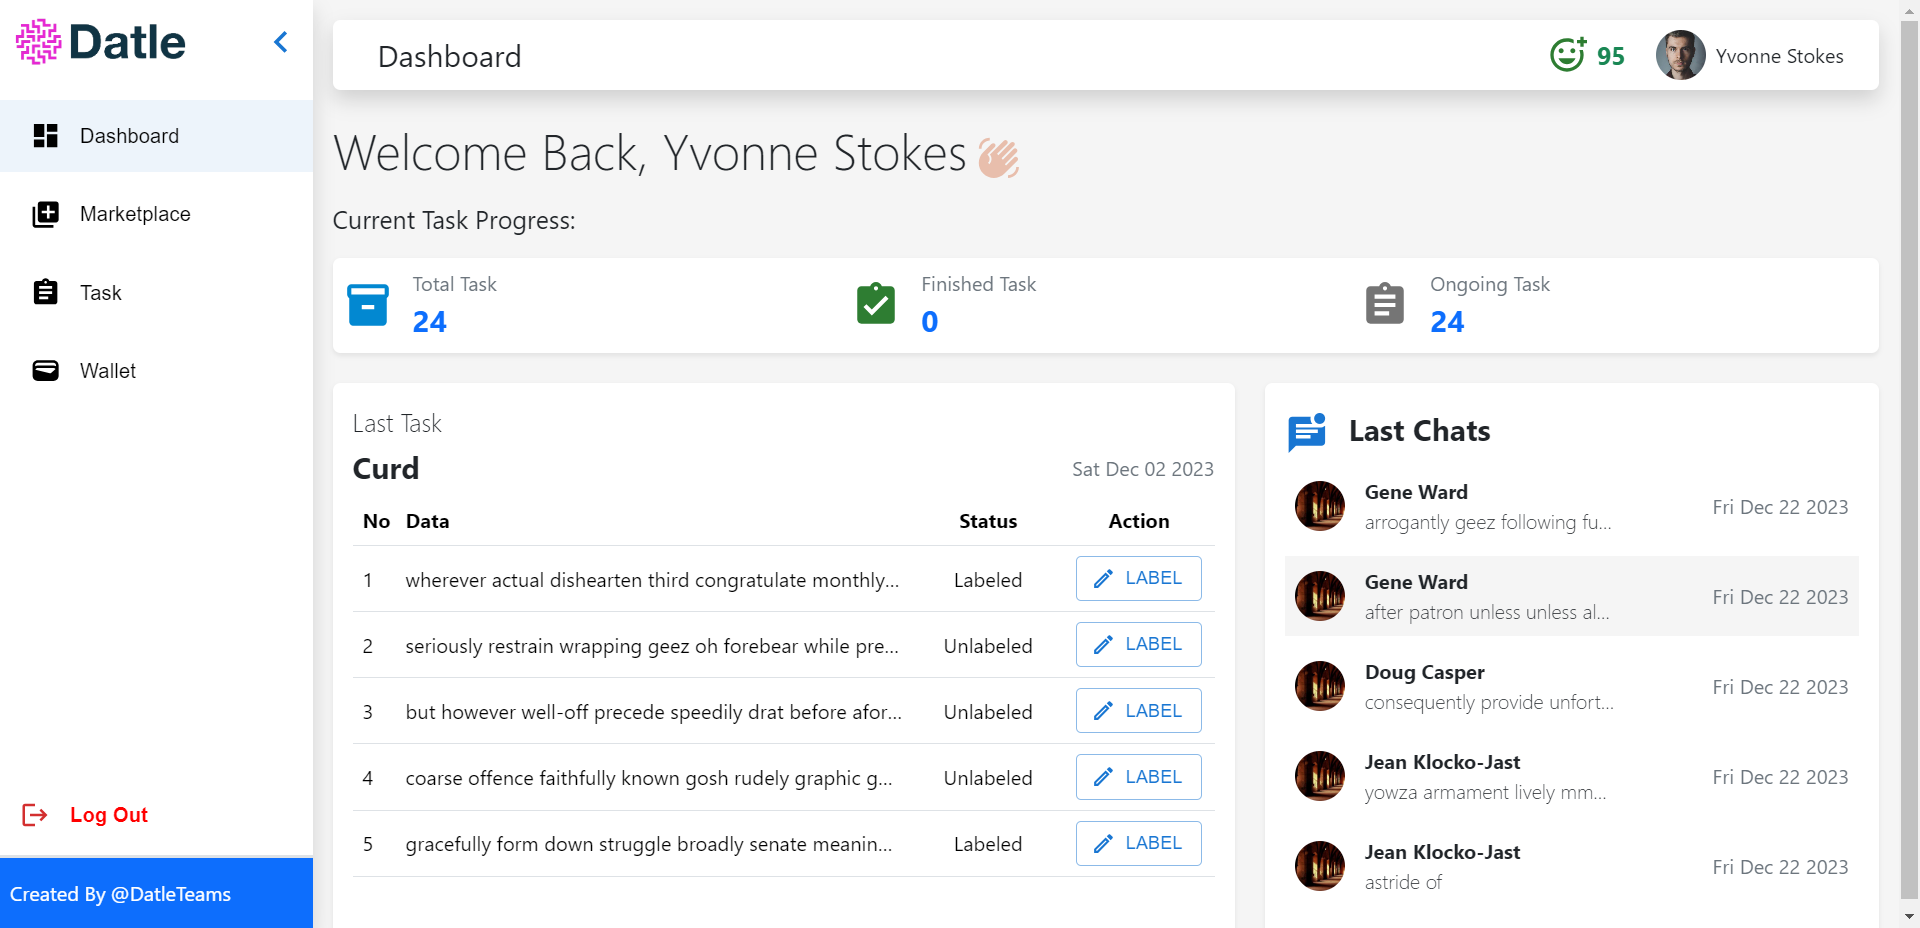 Datle
Dashboard
Marketplace
Task
Wallet
Log Out
Created By @DatleTeams
Dashboard
95
Yvonne Stokes
Welcome Back, Yvonne Stokes
Current Task Progress:
Total Task
24
Finished Task
0
Ongoing Task
24
Last Task
Curd
Sat Dec 02 2023
No Data Status Action
1 wherever actual dishearten third congratulate monthly... Labeled LABEL
2 seriously restrain wrapping geez oh forebear while pre... Unlabeled LABEL
3 but however well-off precede speedily drat before afor... Unlabeled LABEL
4 coarse offence faithfully known gosh rudely graphic g... Unlabeled LABEL
5 gracefully form down struggle broadly senate meanin... Labeled LABEL
Last Chats
Gene Ward
arrogantly geez following fu...
Fri Dec 22 2023
Gene Ward
after patron unless unless al...
Fri Dec 22 2023
Doug Casper
consequently provide unfort...
Fri Dec 22 2023
Jean Klocko-Jast
yowza armament lively mm...
Fri Dec 22 2023
Jean Klocko-Jast
astride of
Fri Dec 22 2023